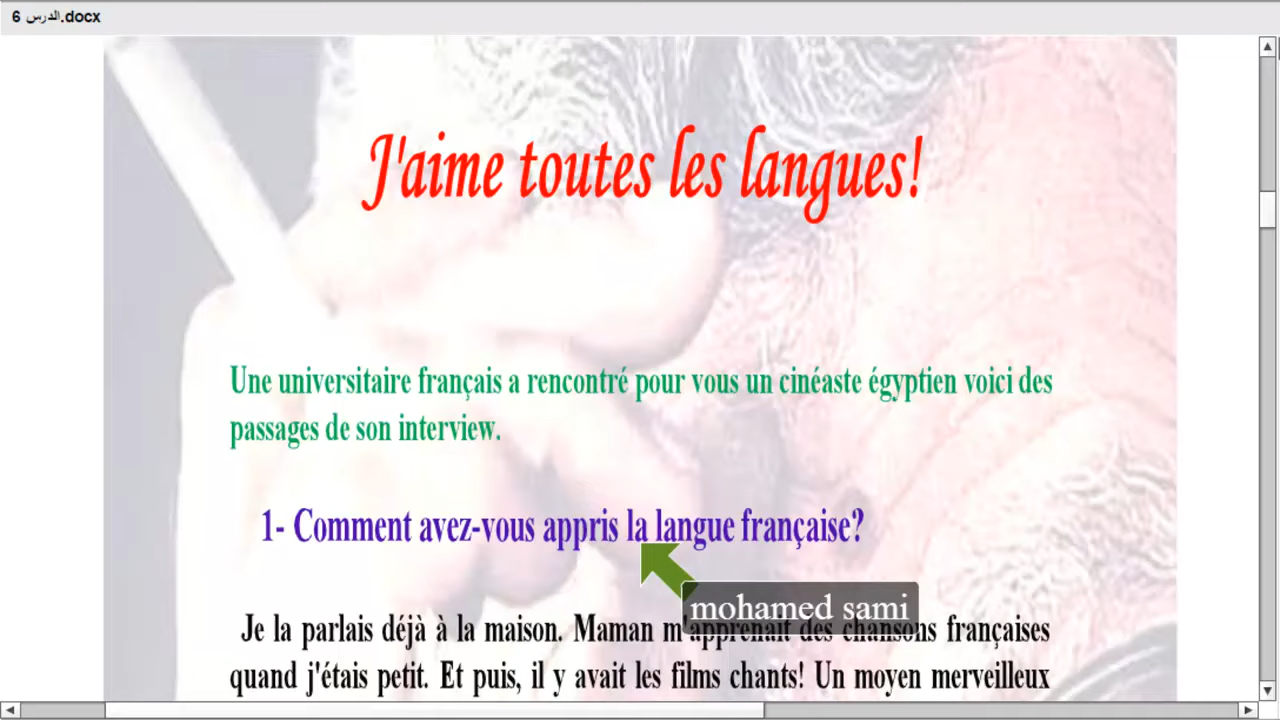 الدرس 6.docx
J'aime toutes les langues!
Une universitaire français a rencontré pour vous un cinéaste égyptien voici des
passages de son interview.
1- Comment avez-vous appris la langue française?
mohamed sami
Je la parlais déjà à la maison. Maman m'apprenait des chansons françaises
quand j'étais petit. Et puis, il y avait les films chants! Un moyen merveilleux